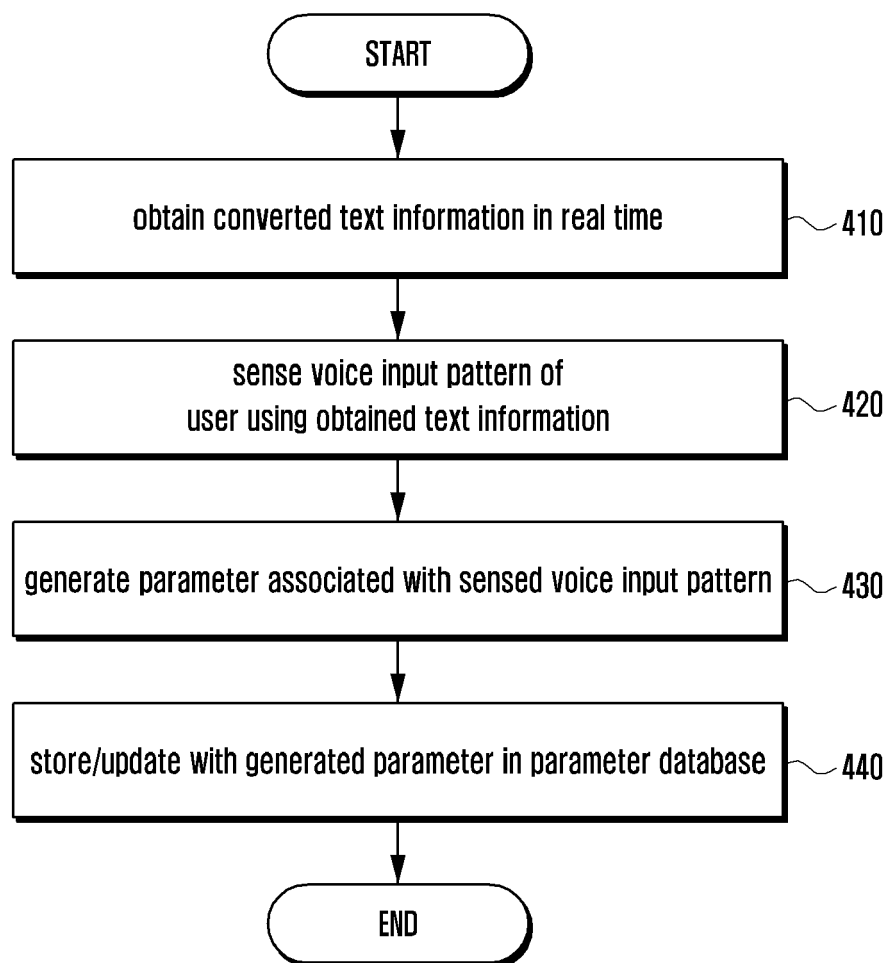 START
obtain converted text information in real time
410
sense voice input pattern of
user using obtained text information
420
generate parameter associated with sensed voice input pattern
430
store/update with generated parameter in parameter database
440
END